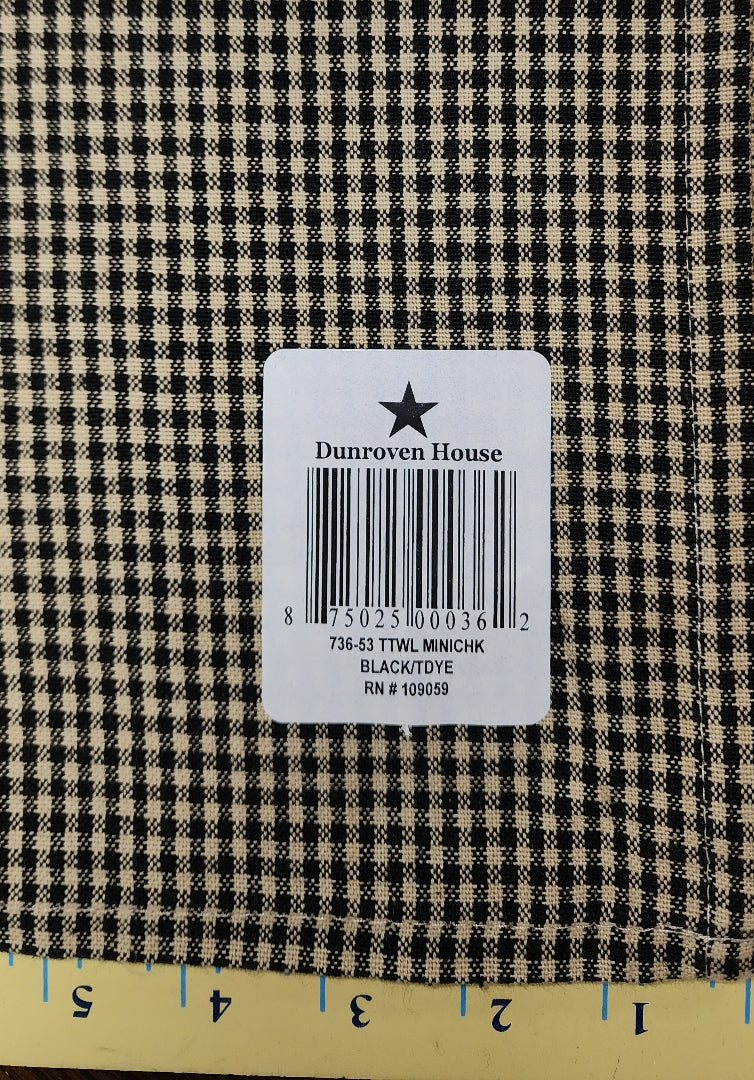 Dunroven House
8 75025 00036 2
736-53 TTWL MINICHK
BLACK/TDYE
RN # 109059
5 4 3 2 1